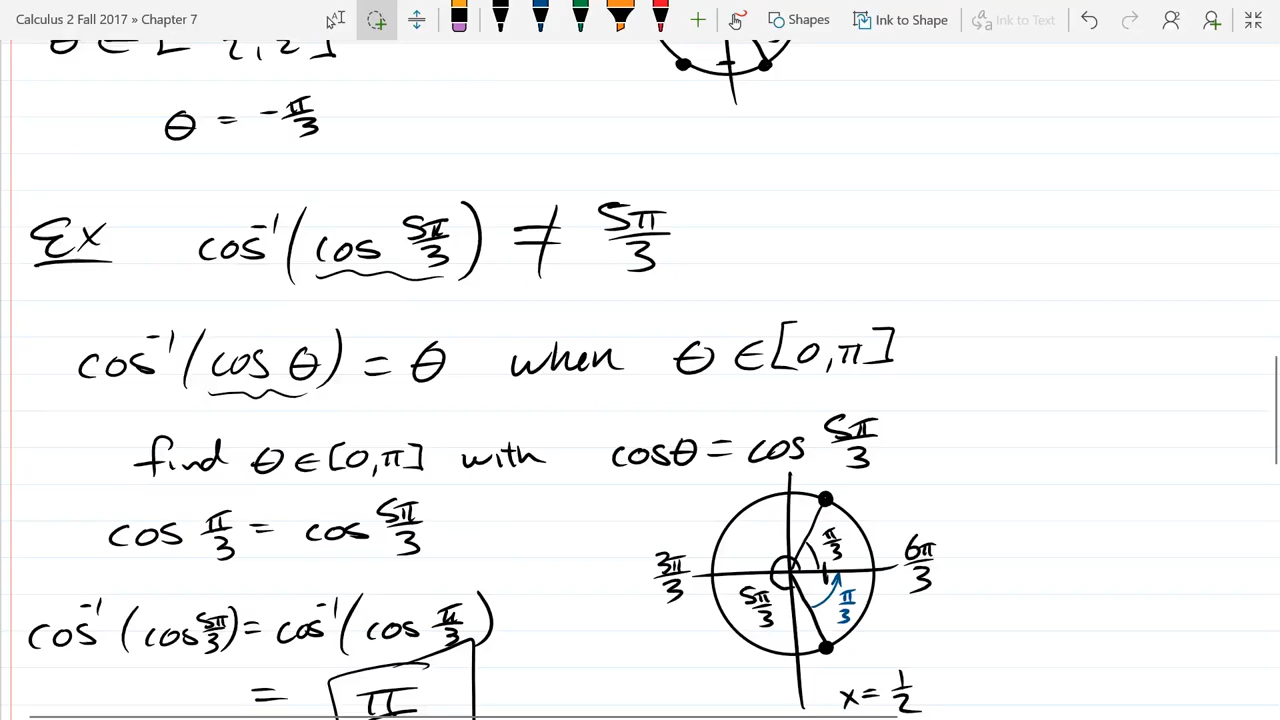 Calculus 2 Fall 2017 » Chapter 7
Shapes
Ink to Shape
Ink to Text
θ ∈ [-π/2, π/2]
θ = -π/3
Ex cos⁻¹(cos 5π/3) ≠ 5π/3
cos⁻¹(cos θ) = θ when θ ∈ [0,π]
find θ ∈ [0,π] with cosθ = cos 5π/3
cos π/3 = cos 5π/3
3π/3
π/3
6π/3
5π/3
π/3
cos⁻¹(cos 5π/3) = cos⁻¹(cos π/3)
= π
x = 1/2